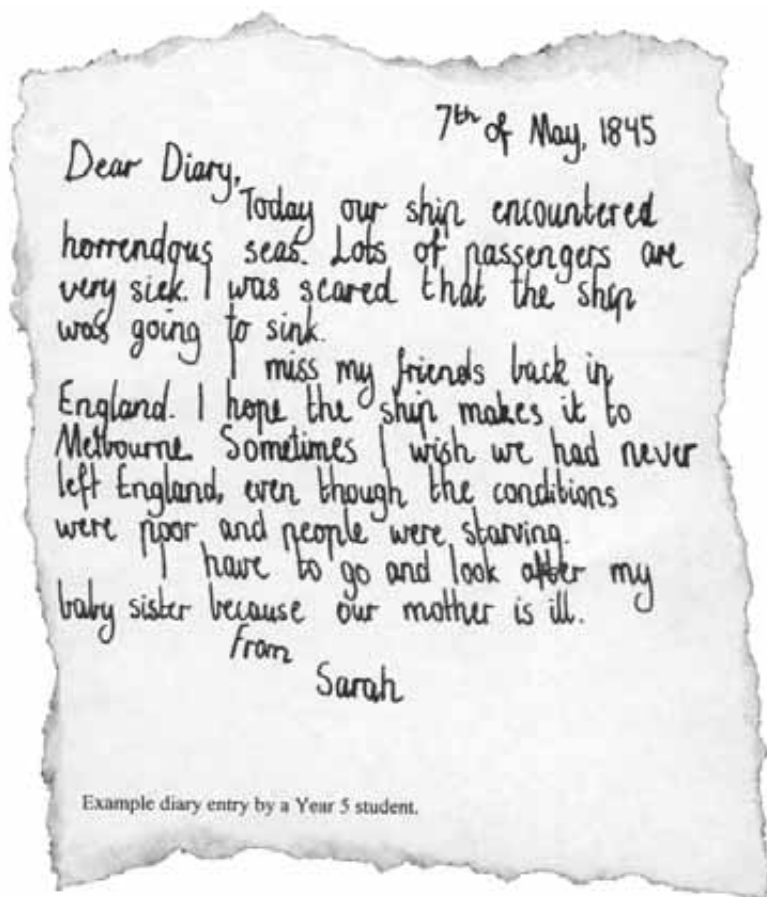 7th of May, 1845
Dear Diary,
Today our ship encountered
horrendous seas. Lots of passengers are
very sick. I was scared that the ship
was going to sink.
I miss my friends back in
England. I hope the ship makes it to
Melbourne. Sometimes I wish we had never
left England, even though the conditions
were poor and people were starving.
I have to go and look after my
baby sister because our mother is ill.
From
Sarah
Example diary entry by a Year 5 student.